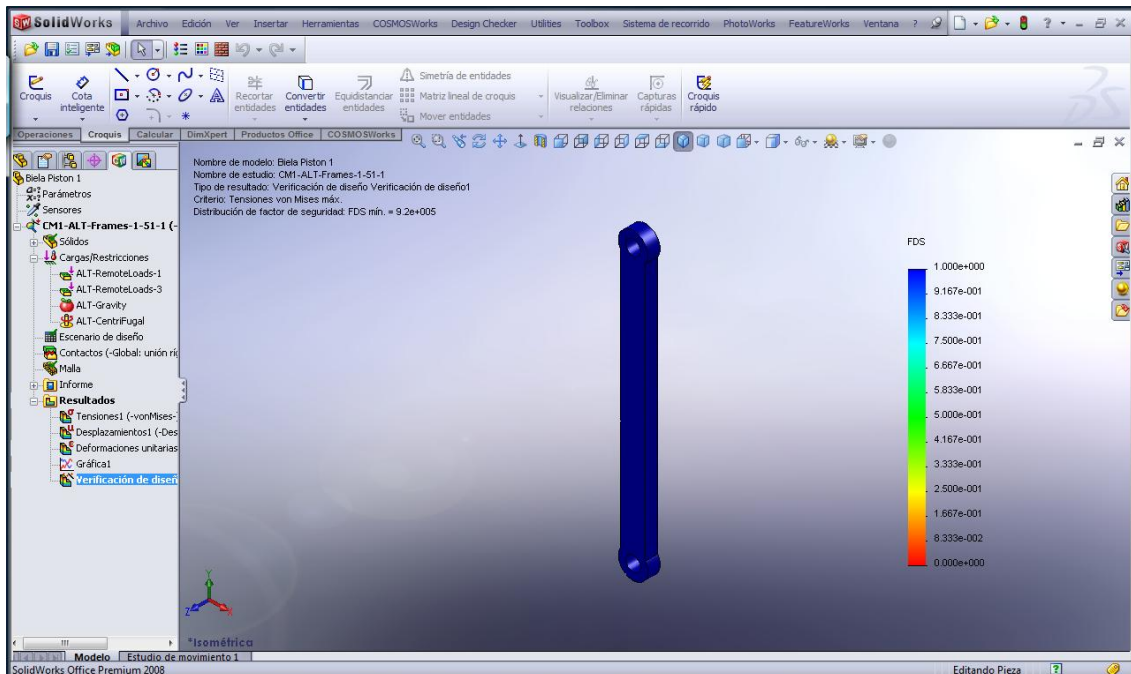 SolidWorks Archivo Edición Ver Insertar Herramientas COSMOSWorks Design Checker Utilities Toolbox Sistema de recorrido PhotoWorks FeatureWorks Ventana ?
Croquis
Cota inteligente
Recortar entidades
Convertir entidades
Equidistanciar entidades
Simetría de entidades
Matriz lineal de croquis
Mover entidades
Visualizar/Eliminar relaciones
Capturas rápidas
Croquis rápido
Operaciones Croquis Calcular DimXpert Productos Office COSMOSWorks
Biela Piston 1
Parámetros
Sensores
CM1-ALT-Frames-1-51-1 (-
Sólidos
Cargas/Restricciones
ALT-RemoteLoads-1
ALT-RemoteLoads-3
ALT-Gravity
ALT-CentriFugal
Escenario de diseño
Contactos (-Global: unión ríg
Malla
Informe
Resultados
Tensiones1 (-vonMises-
Desplazamientos1 (-Des
Deformaciones unitarias
Gráfica1
Verificación de diseñ
Nombre de modelo: Biela Piston 1
Nombre de estudio: CM1-ALT-Frames-1-51-1
Tipo de resultado: Verificación de diseño Verificación de diseño1
Criterio: Tensiones von Mises máx.
Distribución de factor de seguridad: FDS mín. = 9.2e+005
FDS
1.000e+000
9.167e-001
8.333e-001
7.500e-001
6.667e-001
5.833e-001
5.000e-001
4.167e-001
3.333e-001
2.500e-001
1.667e-001
8.333e-002
0.000e+000
Y
Z
X
*Isométrica
Modelo Estudio de movimiento 1
SolidWorks Office Premium 2008
Editando Pieza